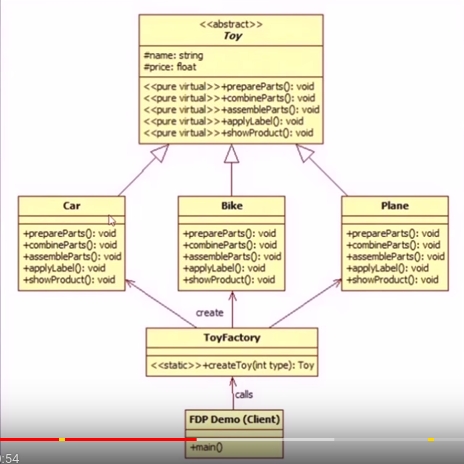 <<abstract>>
Toy
#name: string
#price: float
<<pure virtual>>+prepareParts(): void
<<pure virtual>>+combineParts(): void
<<pure virtual>>+assembleParts(): void
<<pure virtual>>+applyLabel(): void
<<pure virtual>>+showProduct(): void
Car
+prepareParts(): void
+combineParts(): void
+assembleParts(): void
+applyLabel(): void
+showProduct(): void
Bike
+prepareParts(): void
+combineParts(): void
+assembleParts(): void
+applyLabel(): void
+showProduct(): void
Plane
+prepareParts(): void
+combineParts(): void
+assembleParts(): void
+applyLabel(): void
+showProduct(): void
create
ToyFactory
<<static>>+createToy(int type): Toy
calls
FDP Demo (Client)
+main()
:54